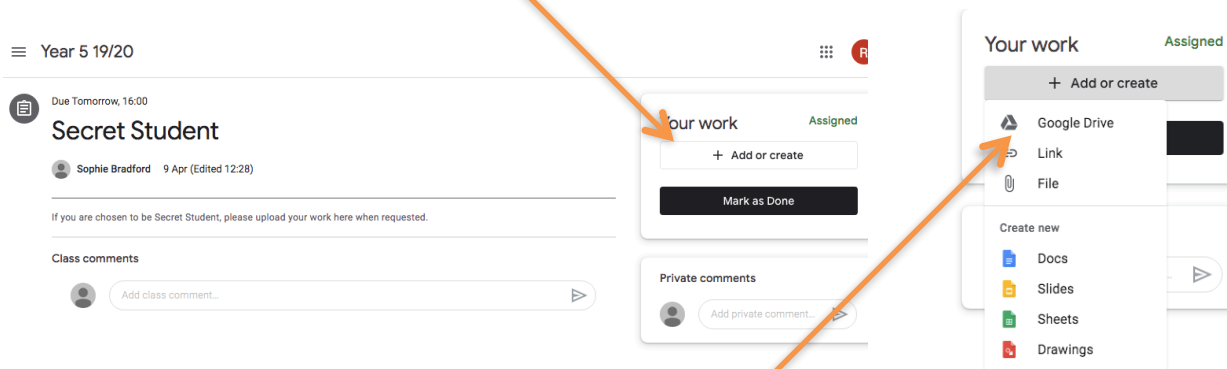 Year 5 19/20
R
Due Tomorrow, 16:00
Secret Student
Sophie Bradford 9 Apr (Edited 12:28)
If you are chosen to be Secret Student, please upload your work here when requested.
Class comments
Add class comment...
Your work Assigned
+ Add or create
Mark as Done
Private comments
Add private comment...
Your work Assigned
+ Add or create
Google Drive
Link
File
Create new
Docs
Slides
Sheets
Drawings